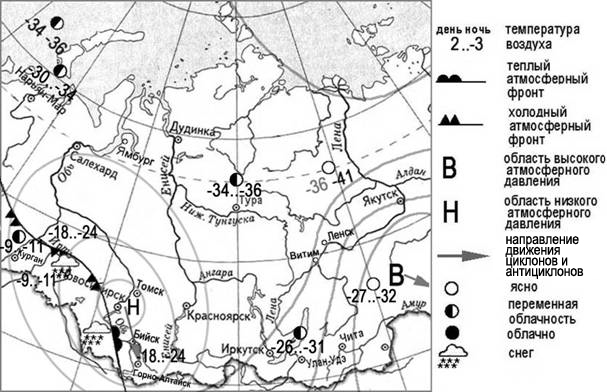 -34 -36
-30..-34
Нарьян-Мар
Дудинка
Ямбург
Салехард
Обь
Енисей
Лена
-34..-36
Тура
-36 -41
Алдан
Якутск
Ниж. Тунгуска
-18..-24
-9 -11
Курган
Ленск
Витим
-9..-11
Новосибирск
Томск
Ангара
Н
В
-27..-32
Обь
Красноярск
Лена
Амур
Бийск
Енисей
-18..-24
Иркутск
-26..-31
Чита
Улан-Удэ
Горно-Алтайск
день ночь
2..-3
температура
воздуха
теплый
атмосферный
фронт
холодный
атмосферный
фронт
В
область высокого
атмосферного
давления
Н
область низкого
атмосферного
давления
направление
движения
циклонов и
антициклонов
ясно
переменная
облачность
облачно
снег